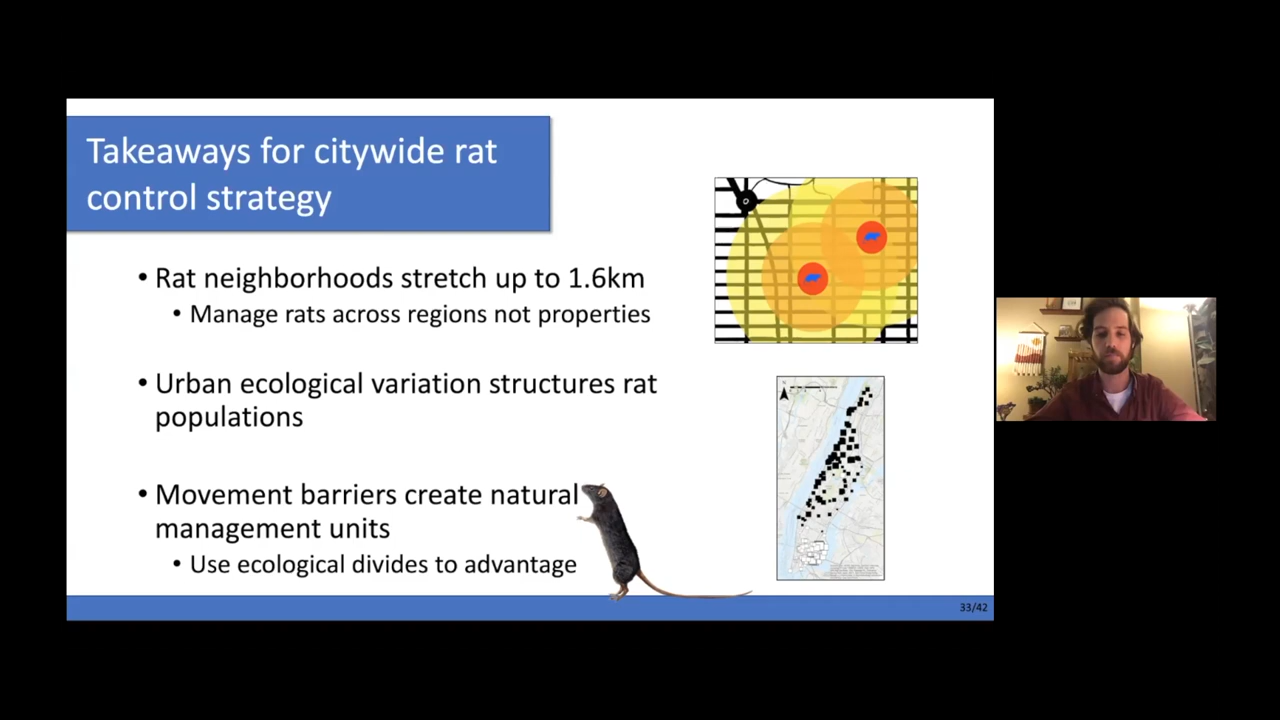 Takeaways for citywide rat
control strategy
• Rat neighborhoods stretch up to 1.6km
• Manage rats across regions not properties
• Urban ecological variation structures rat
populations
• Movement barriers create natural
management units
• Use ecological divides to advantage
33/42